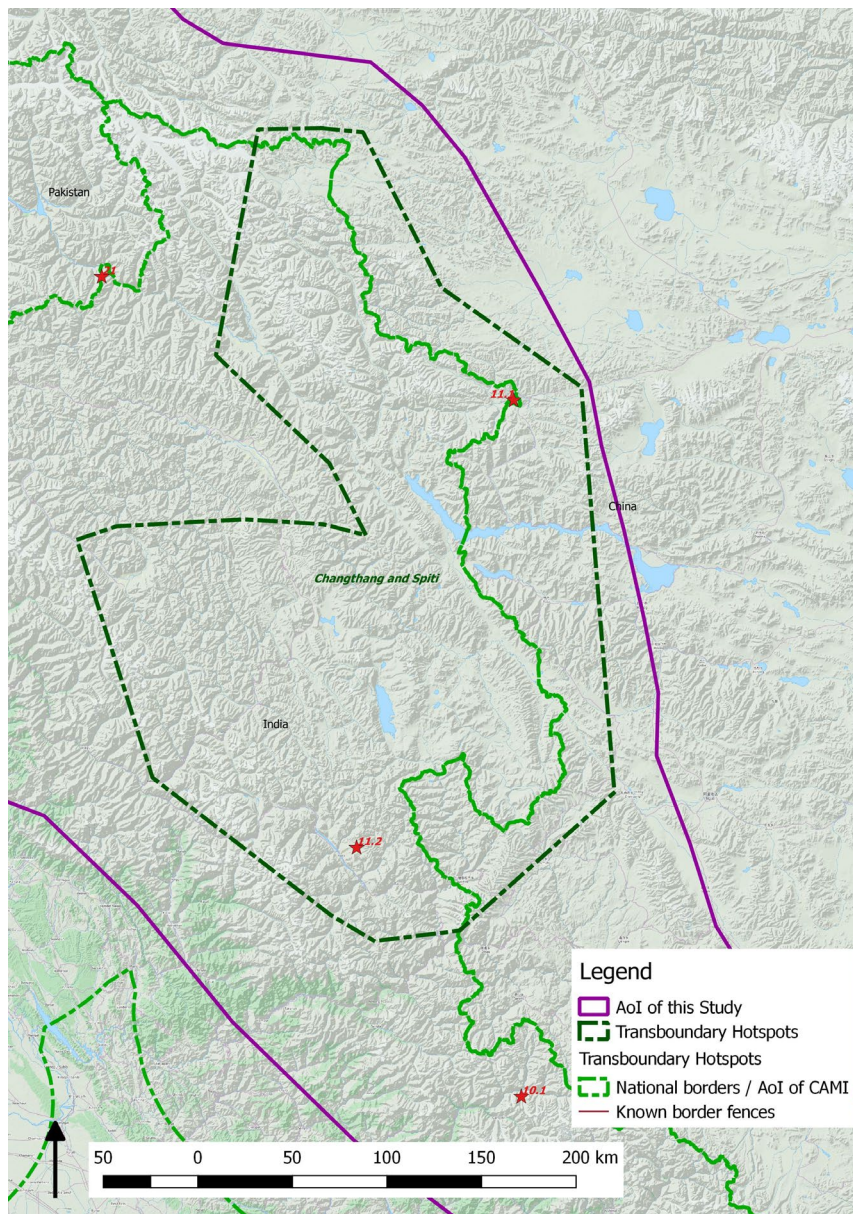 Pakistan
11
11.1
China
Changthang and Spiti
India
11.2
Legend
AoI of this Study
Transboundary Hotspots
Transboundary Hotspots
National borders / AoI of CAMI
Known border fences
10.1
50 0 50 100 150 200 km